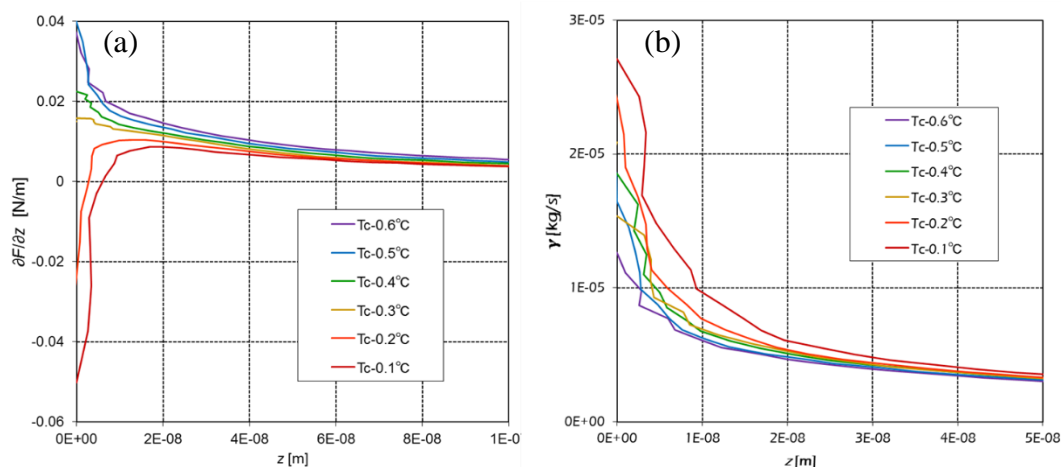 (a)
0.04
0.02
0
-0.02
-0.04
-0.06
∂F/∂z [N/m]
Tc-0.6°C
Tc-0.5°C
Tc-0.4°C
Tc-0.3°C
Tc-0.2°C
Tc-0.1°C
0E+00 2E-08 4E-08 6E-08 8E-08 1E-0
z [m]
(b)
3E-05
2E-05
1E-05
0E+00
γ [kg/s]
Tc-0.6°C
Tc-0.5°C
Tc-0.4°C
Tc-0.3°C
Tc-0.2°C
Tc-0.1°C
0E+00 1E-08 2E-08 3E-08 4E-08 5E-08
z[m]